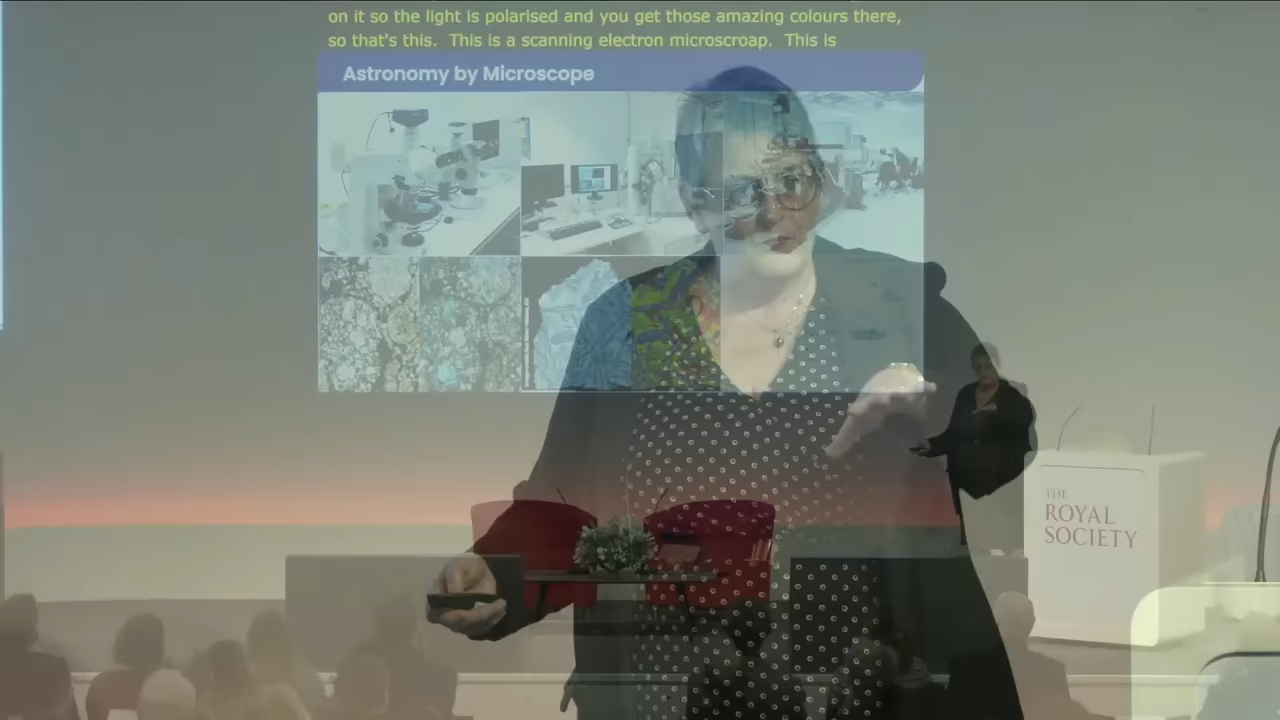 on it so the light is polarised and you get those amazing colours there,
so that's this.  This is a scanning electron microscroap.  This is
Astronomy by Microscope
THE
ROYAL
SOCIETY